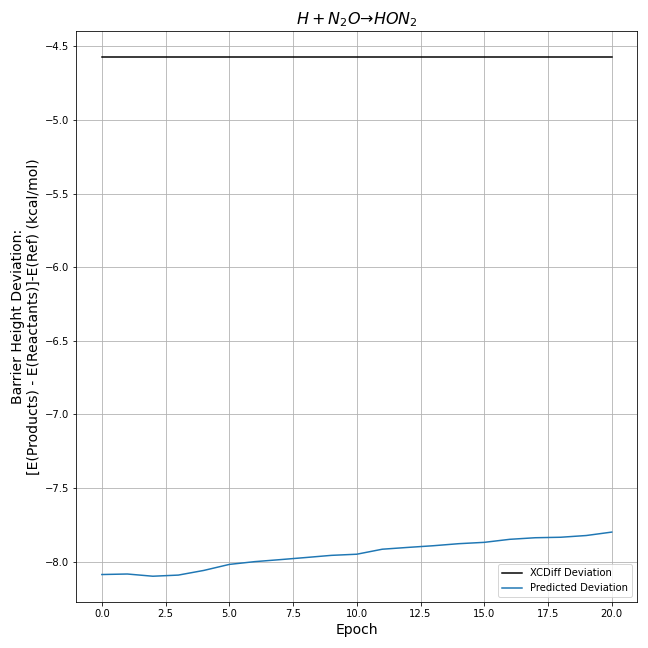 H + N₂O→HON₂
Barrier Height Deviation:
[E(Products) - E(Reactants)]-E(Ref) (kcal/mol)
−4.5
−5.0
−5.5
−6.0
−6.5
−7.0
−7.5
−8.0
0.0 2.5 5.0 7.5 10.0 12.5 15.0 17.5 20.0
Epoch
XCDiff Deviation
Predicted Deviation